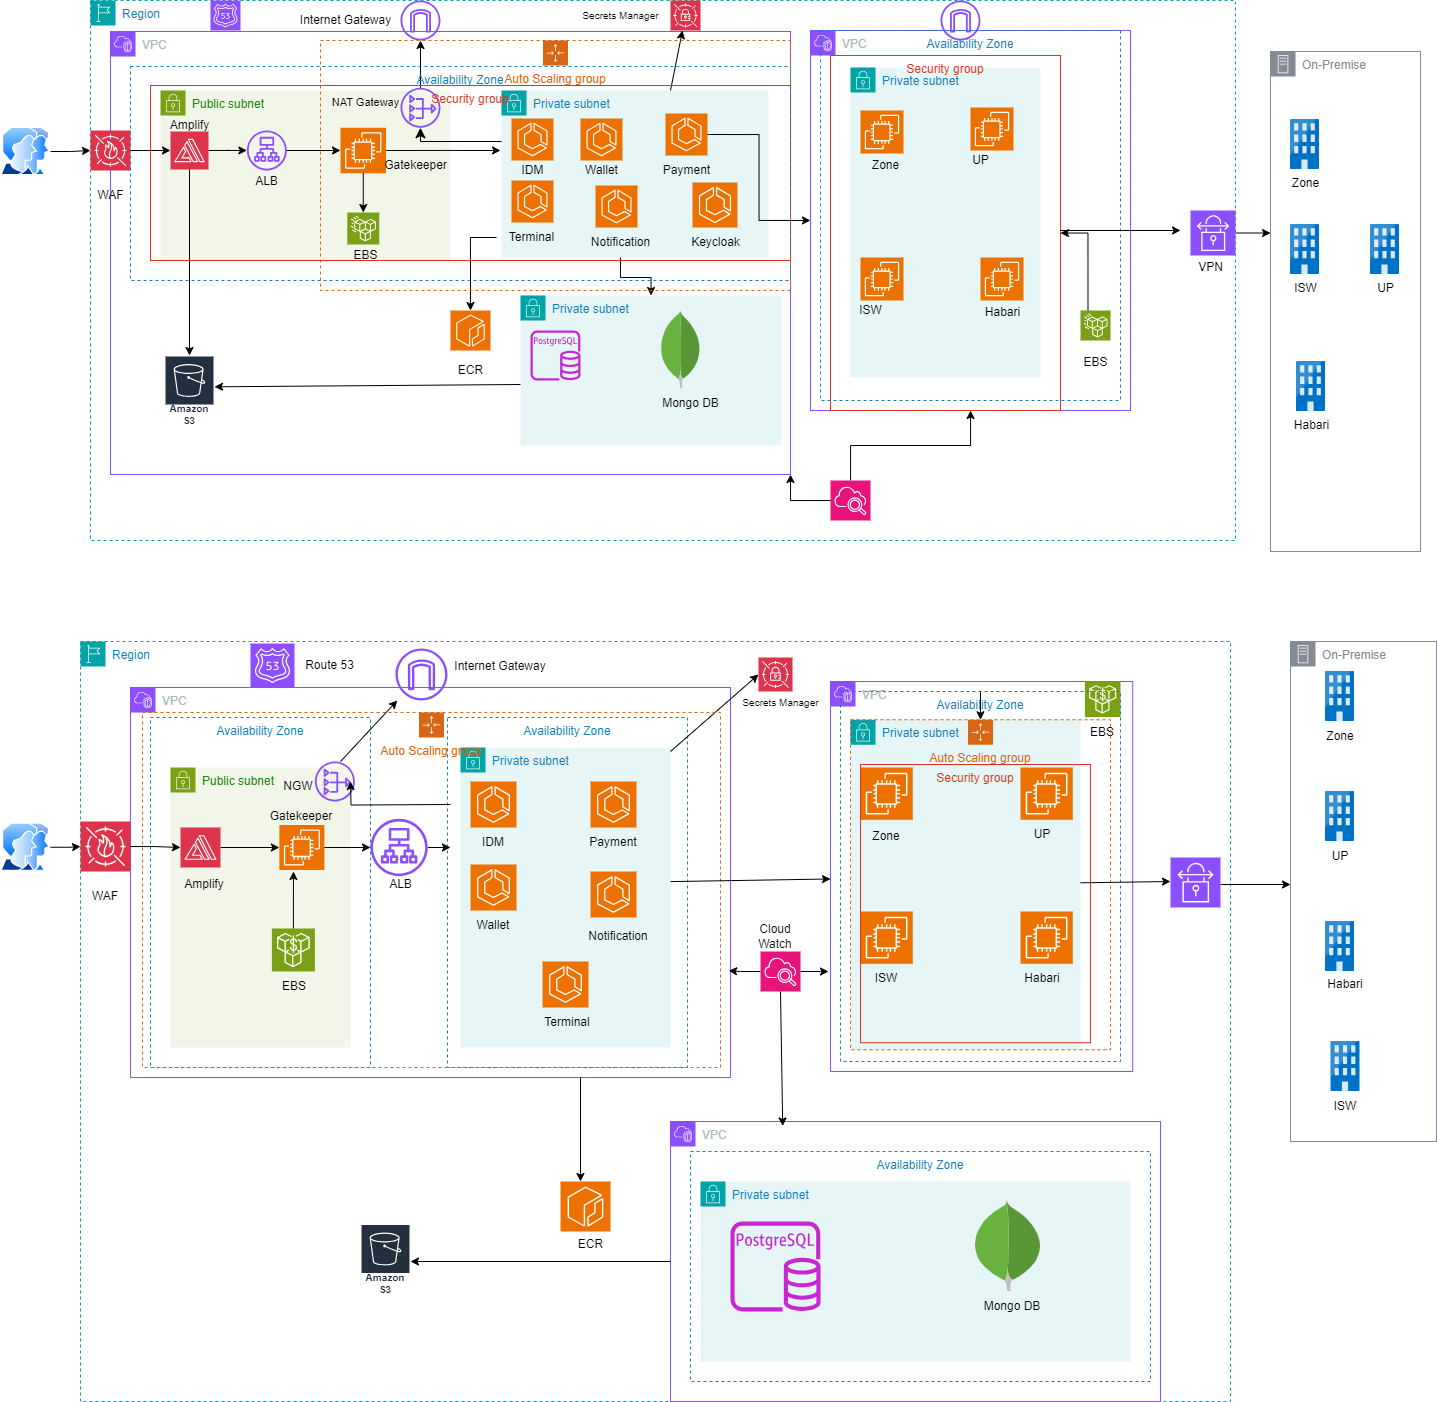 Region
53
Internet Gateway
Secrets Manager
VPC
VPC
Availability Zone
On-Premise
Availability Zone
Auto Scaling group
Security group
Security group
Public subnet
NAT Gateway
Private subnet
Private subnet
Amplify
ALB
Gatekeeper
IDM
Wallet
Payment
Zone
UP
Zone
WAF
Terminal
Notification
Keycloak
EBS
VPN
ISW
UP
Private subnet
PostgreSQL
ISW
Habari
ECR
EBS
Mongo DB
Amazon
S3
Habari
Region
53
Route 53
Internet Gateway
On-Premise
Secrets Manager
VPC
VPC
Availability Zone
Availability Zone
Availability Zone
EBS
Auto Scaling group
Private subnet
Private subnet
Zone
Public subnet
NGW
Auto Scaling group
Security group
Gatekeeper
IDM
Payment
Zone
UP
UP
Amplify
ALB
WAF
Wallet
Notification
Cloud
Watch
EBS
ISW
Habari
Habari
Terminal
ISW
VPC
Availability Zone
Private subnet
PostgreSQL
ECR
Amazon
S3
Mongo DB